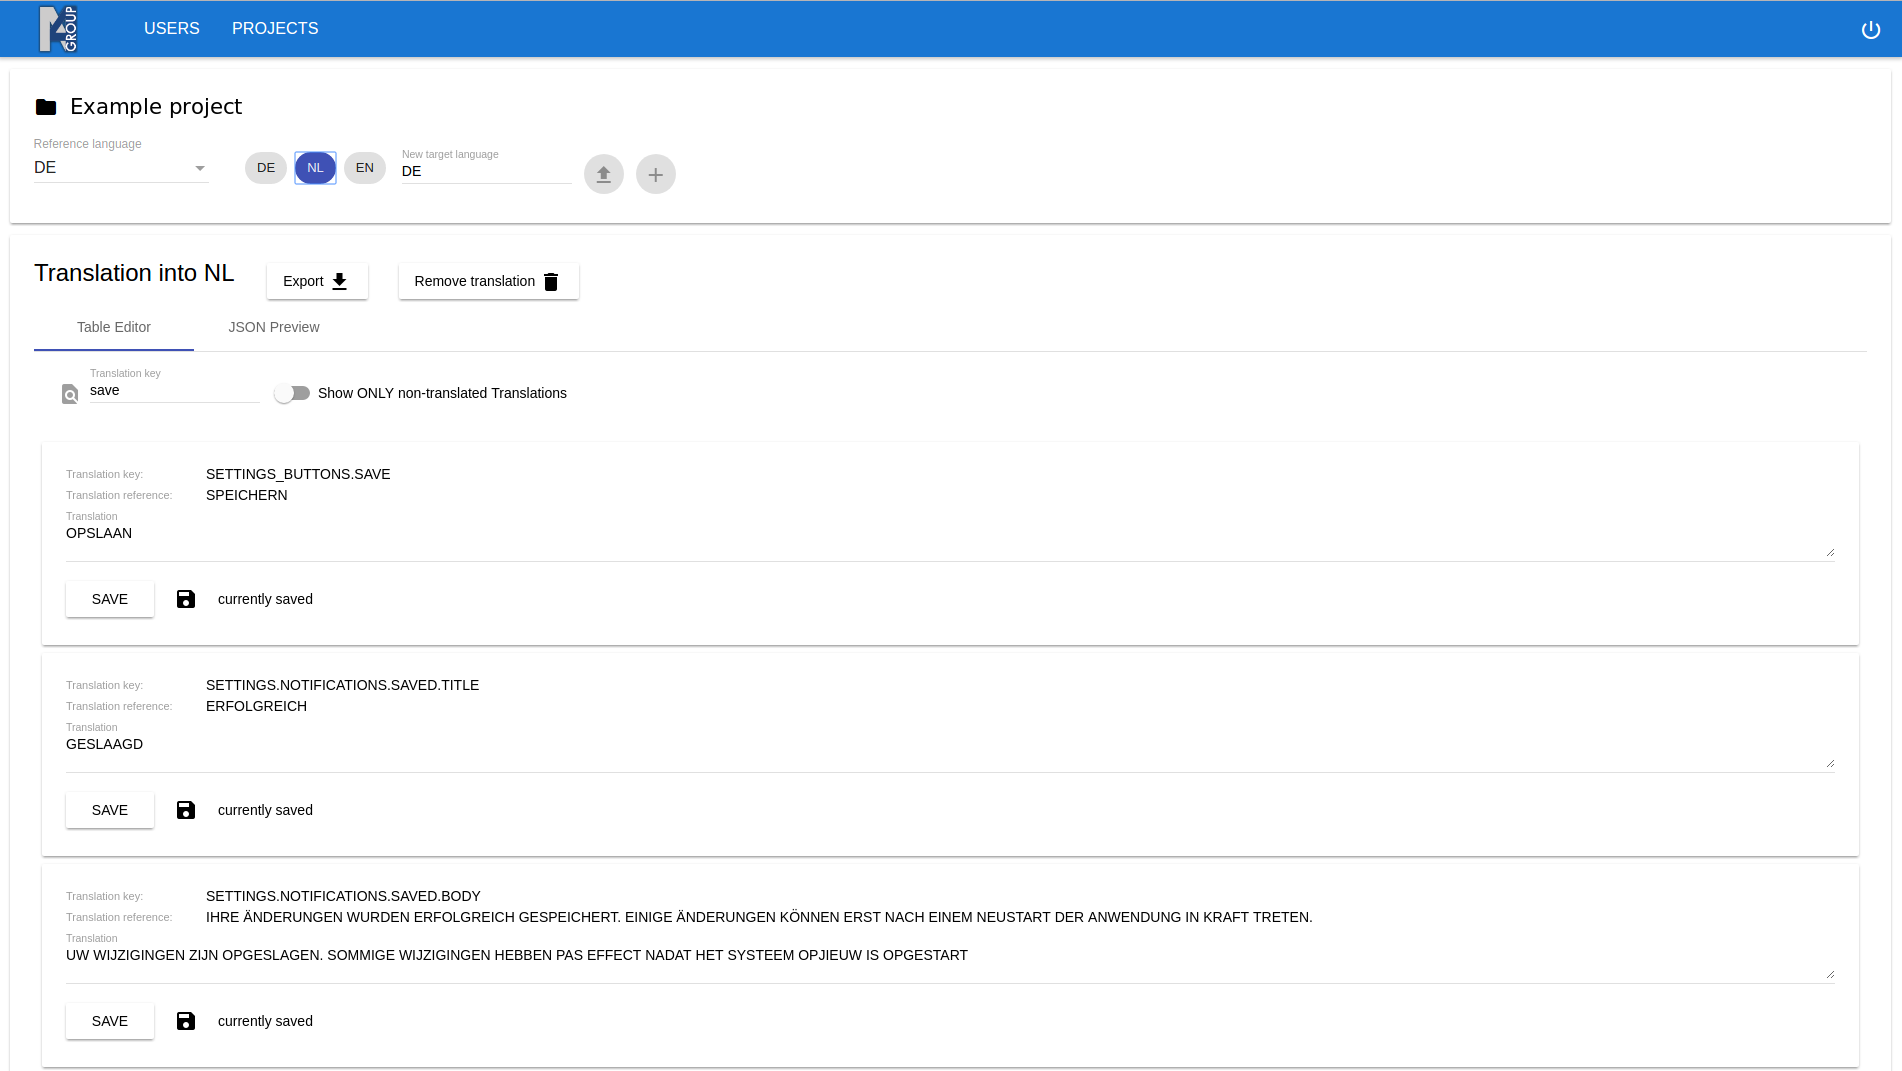 GROUP
USERS PROJECTS
Example project
Reference language
DE
DE NL EN
New target language
DE
Translation into NL
Export
Remove translation
Table Editor JSON Preview
Translation key
save
Show ONLY non-translated Translations
Translation key: SETTINGS_BUTTONS.SAVE
Translation reference: SPEICHERN
Translation
OPSLAAN
SAVE currently saved
Translation key: SETTINGS.NOTIFICATIONS.SAVED.TITLE
Translation reference: ERFOLGREICH
Translation
GESLAAGD
SAVE currently saved
Translation key: SETTINGS.NOTIFICATIONS.SAVED.BODY
Translation reference: IHRE ÄNDERUNGEN WURDEN ERFOLGREICH GESPEICHERT. EINIGE ÄNDERUNGEN KÖNNEN ERST NACH EINEM NEUSTART DER ANWENDUNG IN KRAFT TRETEN.
Translation
UW WIJZIGINGEN ZIJN OPGESLAGEN. SOMMIGE WIJZIGINGEN HEBBEN PAS EFFECT NADAT HET SYSTEEM OPJIEUW IS OPGESTART
SAVE currently saved